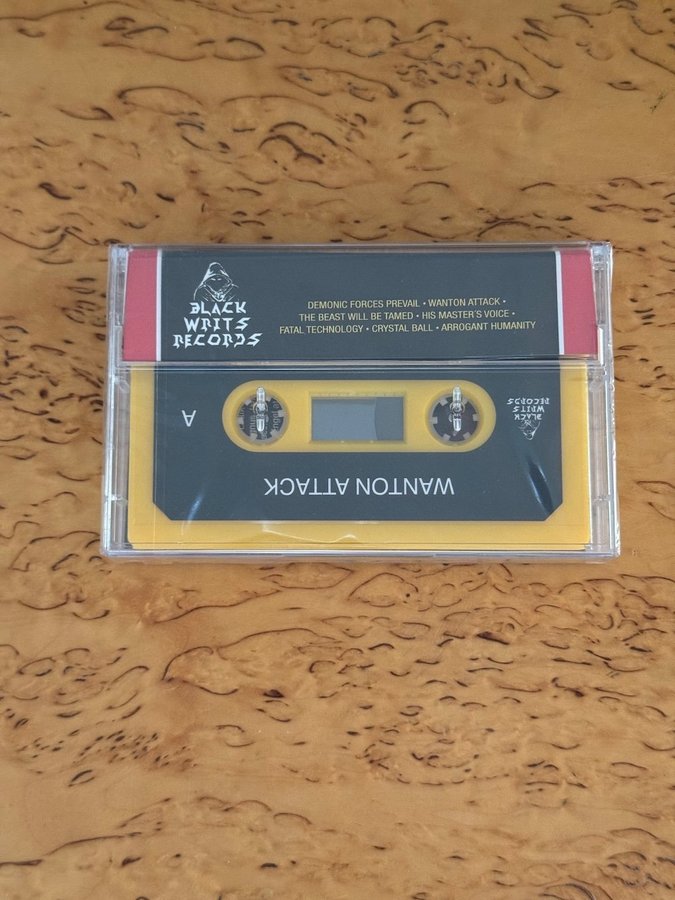 BLACK
WRITS
RECORDS
DEMONIC FORCES PREVAIL • WANTON ATTACK •
THE BEAST WILL BE TAMED • HIS MASTER'S VOICE •
FATAL TECHNOLOGY • CRYSTAL BALL • ARROGANT HUMANITY
A
BLACK
WRITS
RECORDS
WANTON ATTACK